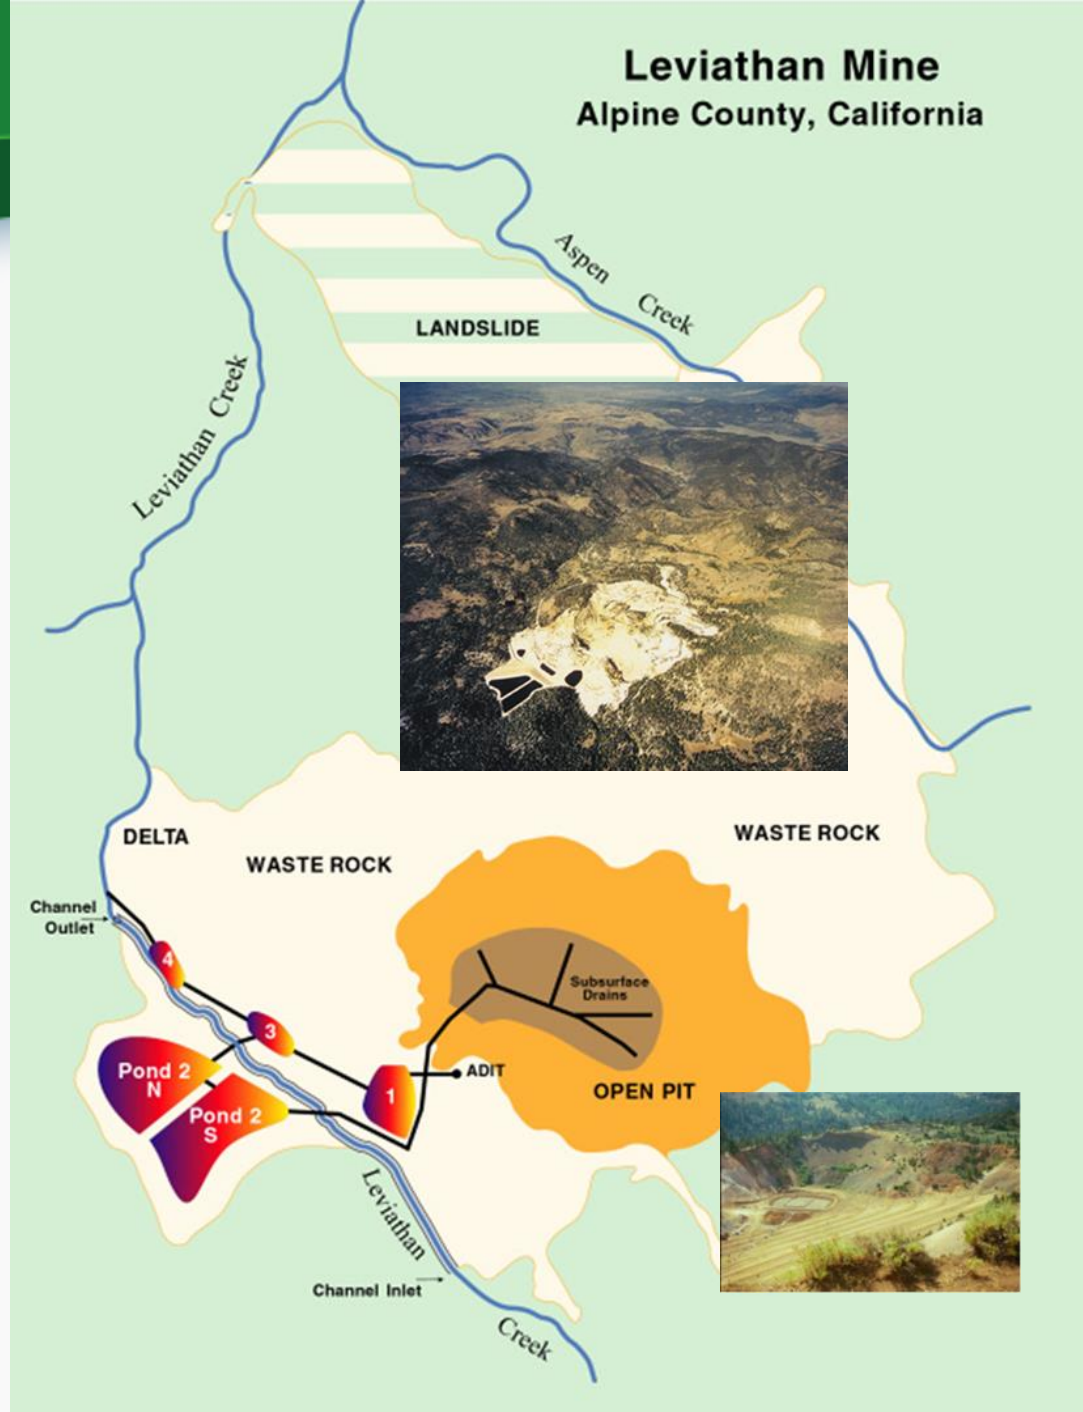 Leviathan Mine
Alpine County, California
Aspen Creek
LANDSLIDE
Leviathan Creek
DELTA
WASTE ROCK
WASTE ROCK
Channel
Outlet
4
3
Subsurface
Drains
Pond 2
N
Pond 2
S
1
ADIT
OPEN PIT
Leviathan
Channel Inlet
Creek